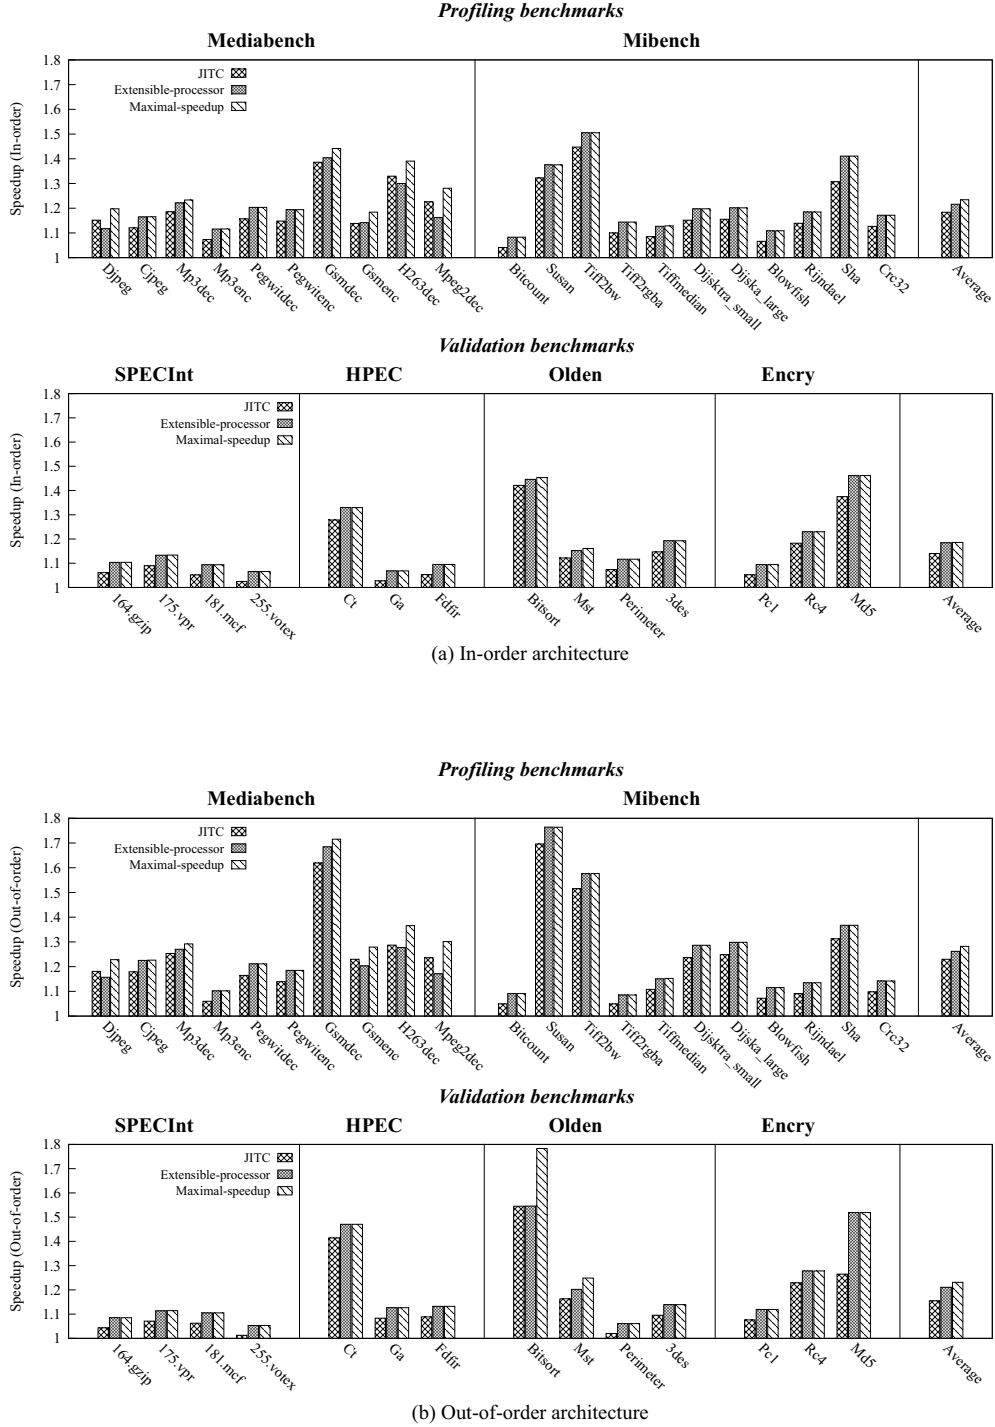 Profiling benchmarks
Mediabench Mibench
1.8
1.7
1.6
1.5
1.4
1.3
1.2
1.1
1
Speedup (In-order)
JITC
Extensible-processor
Maximal-speedup
Djpeg Cjpeg Mp3dec Mp3enc Pegwitdec Pegwitenc Gsmdec Gsmenc H263dec Mpeg2dec Bitcount Susan Tiff2bw Tiff2rgba Tiffmedian Dijsktra_small Dijska_large Blowfish Rijndael Sha Crc32 Average
Validation benchmarks
SPECInt HPEC Olden Encry
1.8
1.7
1.6
1.5
1.4
1.3
1.2
1.1
1
Speedup (In-order)
JITC
Extensible-processor
Maximal-speedup
164.gzip 175.vpr 181.mcf 255.votex Ct Ga Fdfir Bitsort Mst Perimeter 3des Pc1 Rc4 Md5 Average
(a) In-order architecture
Profiling benchmarks
Mediabench Mibench
1.8
1.7
1.6
1.5
1.4
1.3
1.2
1.1
1
Speedup (Out-of-order)
JITC
Extensible-processor
Maximal-speedup
Djpeg Cjpeg Mp3dec Mp3enc Pegwitdec Pegwitenc Gsmdec Gsmenc H263dec Mpeg2dec Bitcount Susan Tiff2bw Tiff2rgba Tiffmedian Dijsktra_small Dijska_large Blowfish Rijndael Sha Crc32 Average
Validation benchmarks
SPECInt HPEC Olden Encry
1.8
1.7
1.6
1.5
1.4
1.3
1.2
1.1
1
Speedup (Out-of-order)
JITC
Extensible-processor
Maximal-speedup
164.gzip 175.vpr 181.mcf 255.votex Ct Ga Fdfir Bitsort Mst Perimeter 3des Pc1 Rc4 Md5 Average
(b) Out-of-order architecture